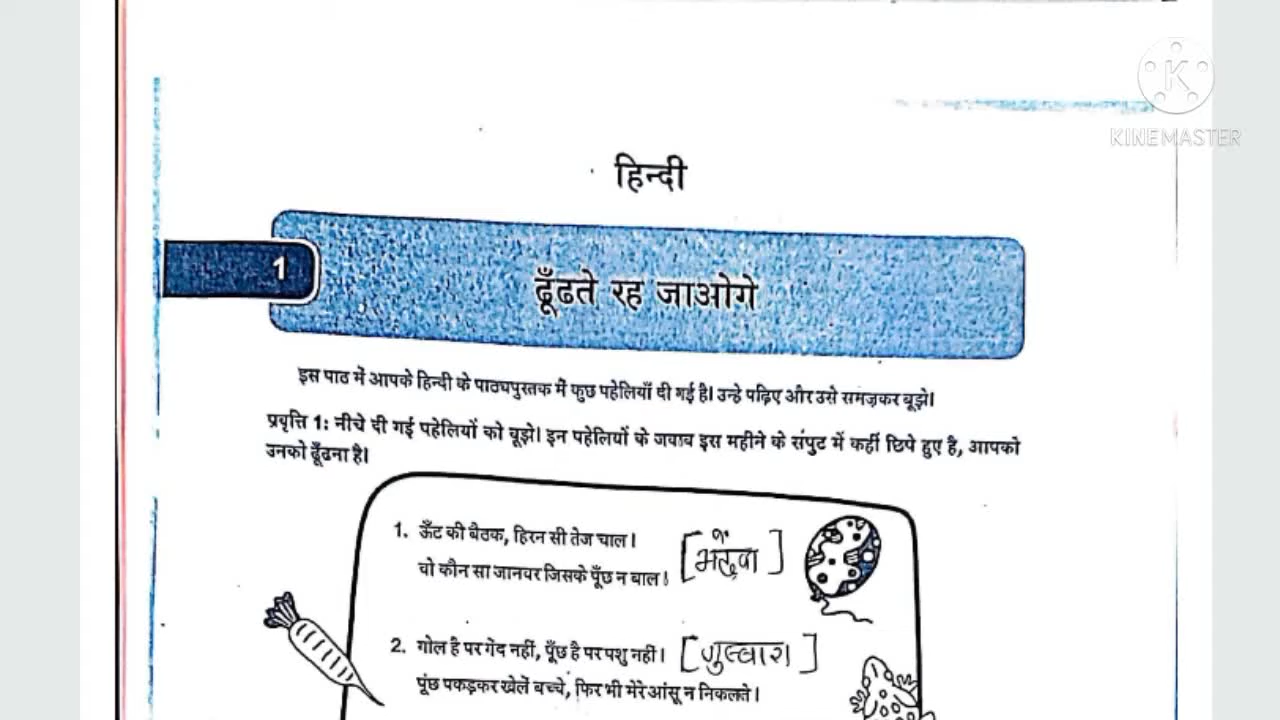 KINEMASTER
हिन्दी
1
ढूँढते रह जाओगे
इस पाठ में आपके हिन्दी के पाठ्यपुस्तक में कुछ पहेलियाँ दी गई है। उन्हे पढ़िए और उसे समज़कर बूझे।
प्रवृत्ति 1: नीचे दी गई पहेलियों को बूझे। इन पहेलियों के जवाब इस महीने के संपुट में कहीं छिपे हुए है, आपको
उनको ढूँढना है।
1. ऊँट की बैठक, हिरन सी तेज चाल।
वो कौन सा जानवर जिसके पूँछ न बाल।
2. गोल है पर गेंद नहीं, पूँछ है पर पशु नहीं। [गुब्बारा]
पूंछ पकड़कर खेलें बच्चे, फिर भी मेरे आंसू न निकलते।